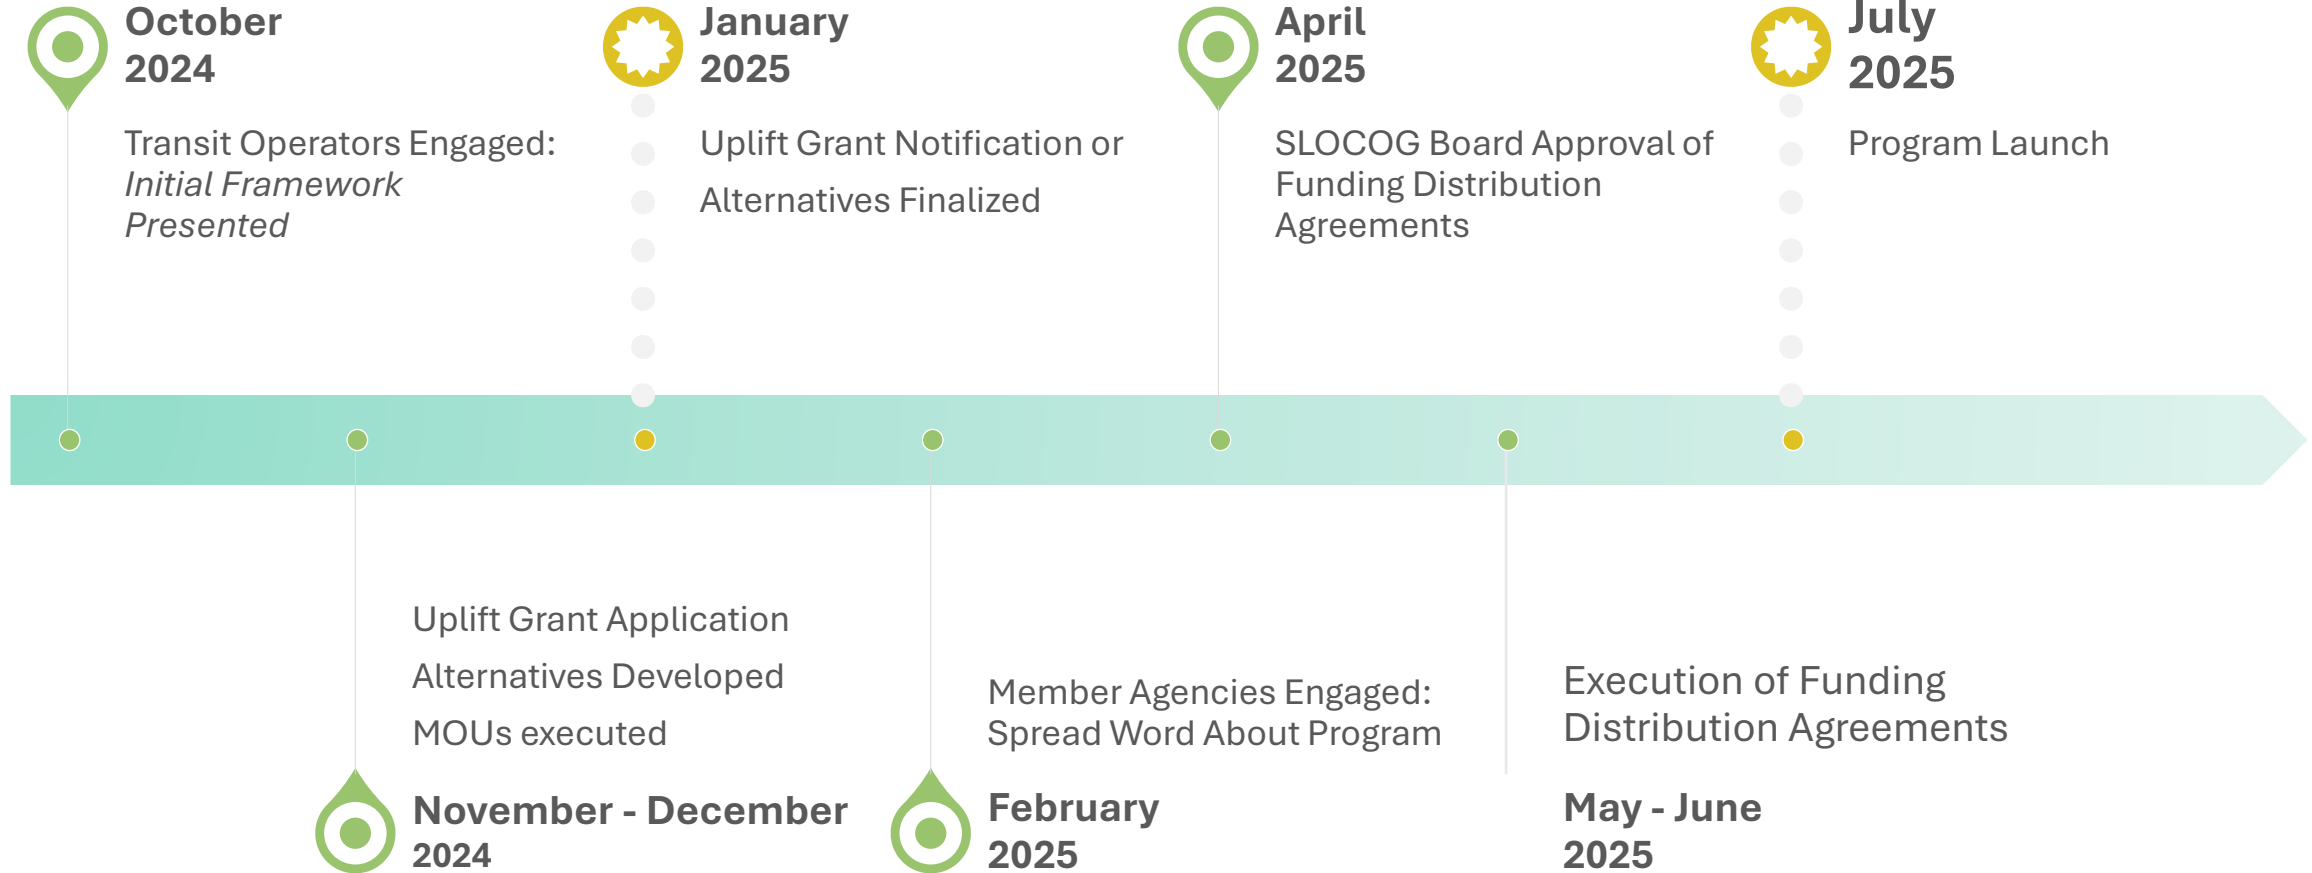 October
2024
Transit Operators Engaged:
Initial Framework
Presented
January
2025
Uplift Grant Notification or
Alternatives Finalized
April
2025
SLOCOG Board Approval of
Funding Distribution
Agreements
July
2025
Program Launch
Uplift Grant Application
Alternatives Developed
MOUs executed
November - December
2024
Member Agencies Engaged:
Spread Word About Program
February
2025
Execution of Funding
Distribution Agreements
May - June
2025